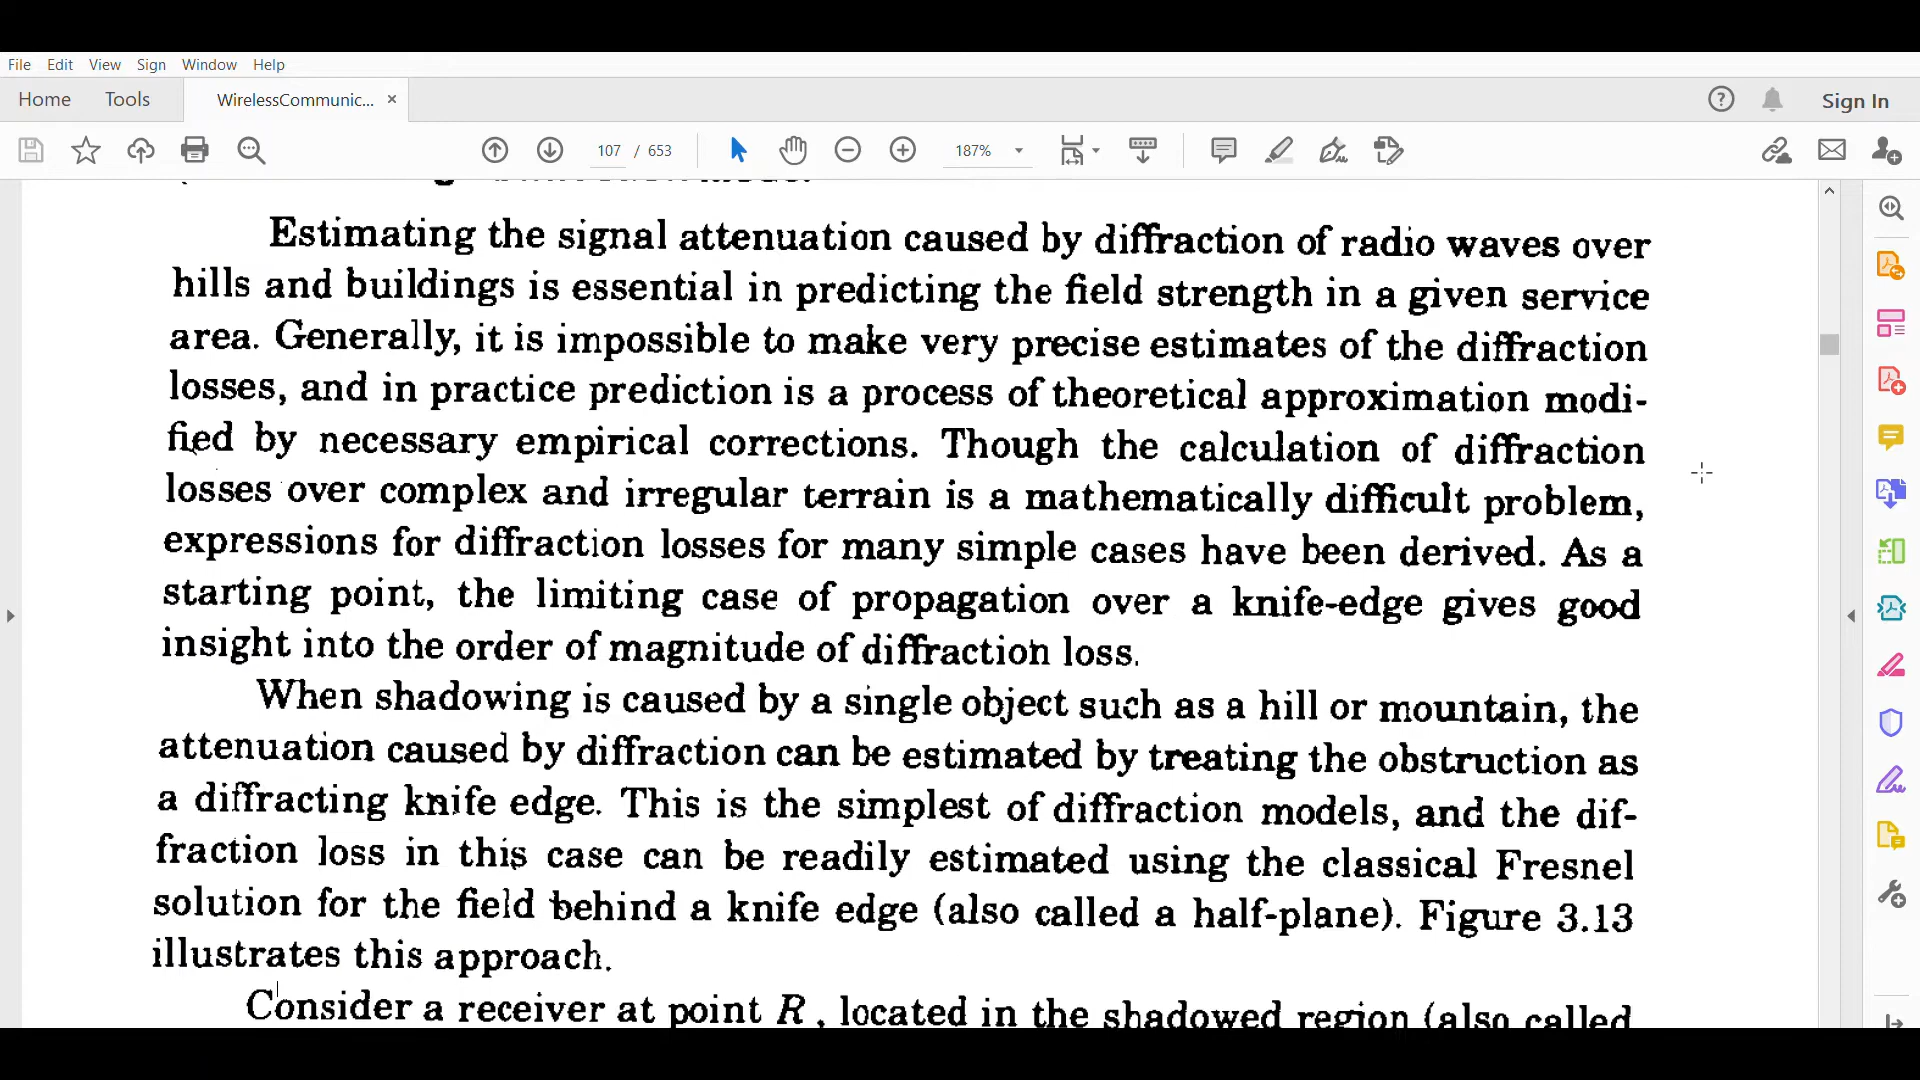 File Edit View Sign Window Help
Home Tools WirelessCommunic... × Sign In
107 / 653 187%
Estimating the signal attenuation caused by diffraction of radio waves over
hills and buildings is essential in predicting the field strength in a given service
area. Generally, it is impossible to make very precise estimates of the diffraction
losses, and in practice prediction is a process of theoretical approximation modi-
fied by necessary empirical corrections. Though the calculation of diffraction
losses over complex and irregular terrain is a mathematically difficult problem,
expressions for diffraction losses for many simple cases have been derived. As a
starting point, the limiting case of propagation over a knife-edge gives good
insight into the order of magnitude of diffraction loss.
When shadowing is caused by a single object such as a hill or mountain, the
attenuation caused by diffraction can be estimated by treating the obstruction as
a diffracting knife edge. This is the simplest of diffraction models, and the dif-
fraction loss in this case can be readily estimated using the classical Fresnel
solution for the field behind a knife edge (also called a half-plane). Figure 3.13
illustrates this approach.
Consider a receiver at point R, located in the shadowed region (also called